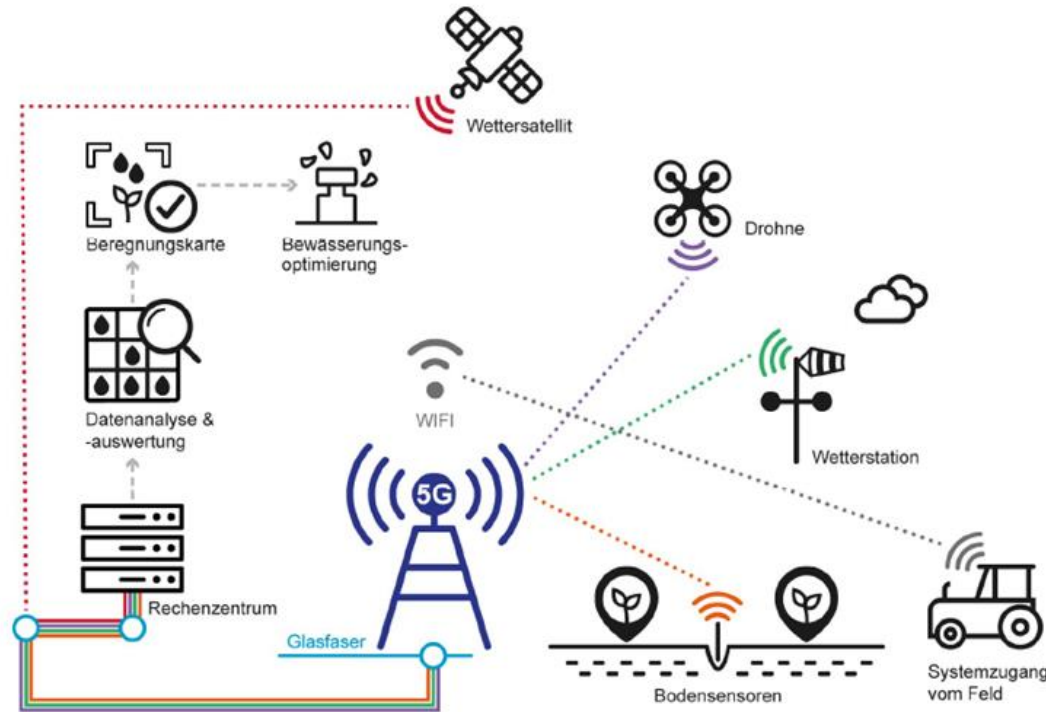 Wettersatellit
Beregnungskarte
Bewässerungs-
optimierung
Drohne
Datenanalyse &
-auswertung
WIFI
Wetterstation
5G
Rechenzentrum
Glasfaser
Bodensensoren
Systemzugang
vom Feld